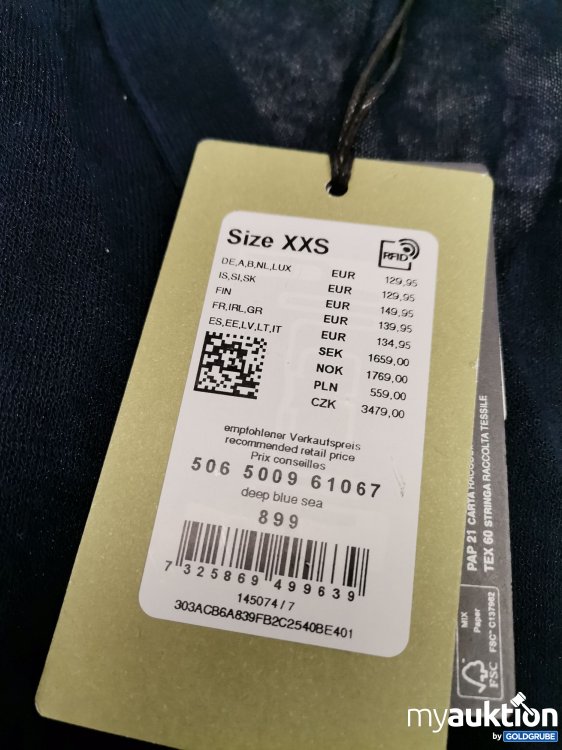 Size XXS
RFID
DE,A,B,NL,LUX EUR 129,95
IS,SI,SK EUR 129,95
FIN EUR 149,95
FR,IRL,GR EUR 139,95
ES,EE,LV,LT,IT EUR 134,95
SEK 1659,00
NOK 1769,00
PLN 559,00
CZK 3479,00
empfohlener Verkaufspreis
recommended retail price
Prix conseilles
506 5009 61067
deep blue sea
899
7 325869 499639
145074/7
303ACB6A839FB2C2540BE401
PAP 21 CARTA
TEX 60 STRINGA RACCOLTA TESSILE
FSC
MIX
Paper
FSC® C137962
myauktion
by GOLDGRUBE